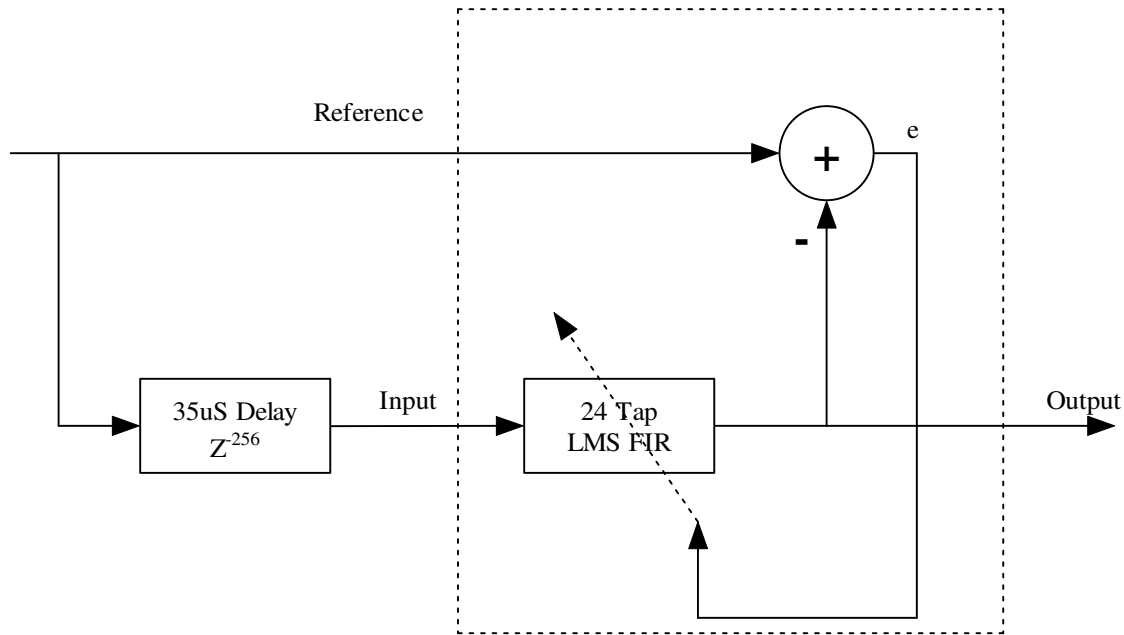 Reference
e
+
-
35uS Delay
Z^-256
Input
24 Tap
LMS FIR
Output